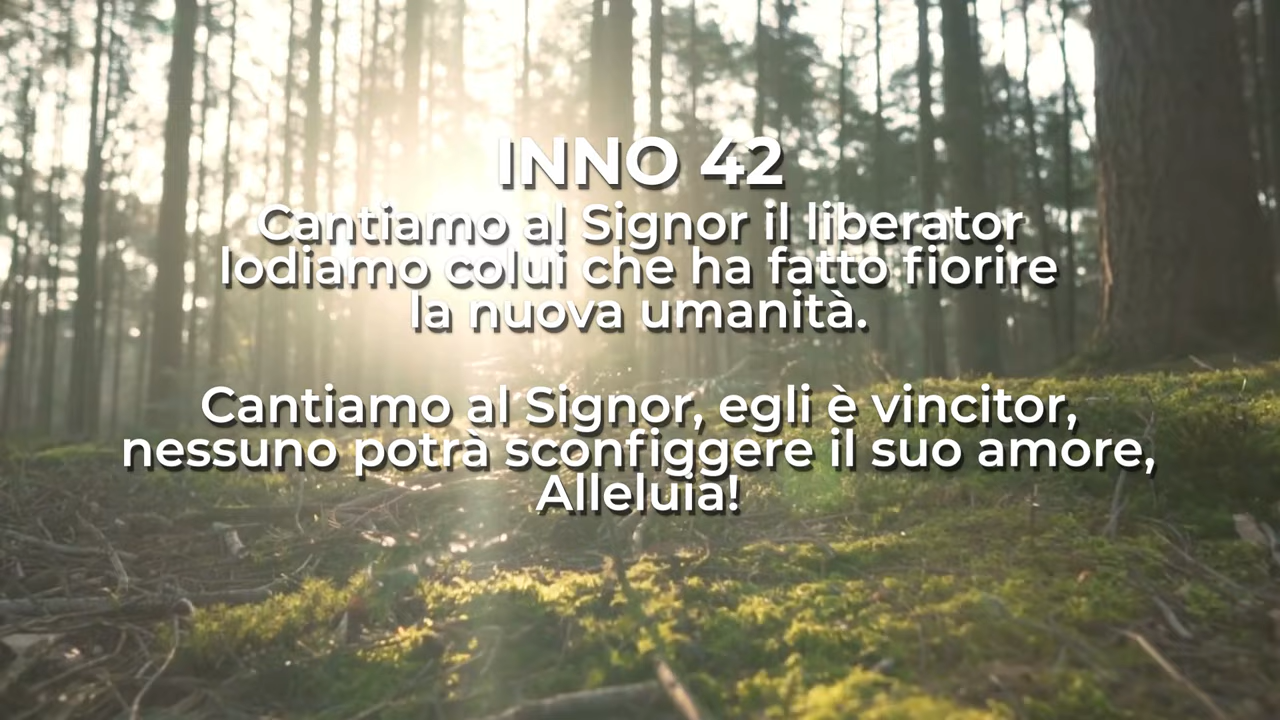 INNO 42
Cantiamo al Signor il liberator
lodiamo colui che ha fatto fiorire
la nuova umanità.
Cantiamo al Signor, egli è vincitor,
nessuno potrà sconfiggere il suo amore,
Alleluia!